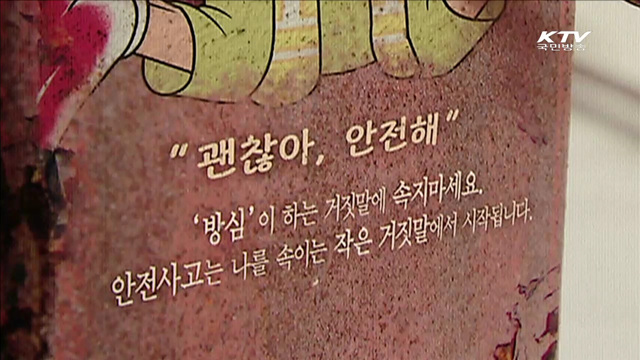 KTV
국민방송
"괜찮아, 안전해"
'방심'이 하는 거짓말에 속지마세요.
안전사고는 나를 속이는 작은 거짓말에서 시작됩니다.